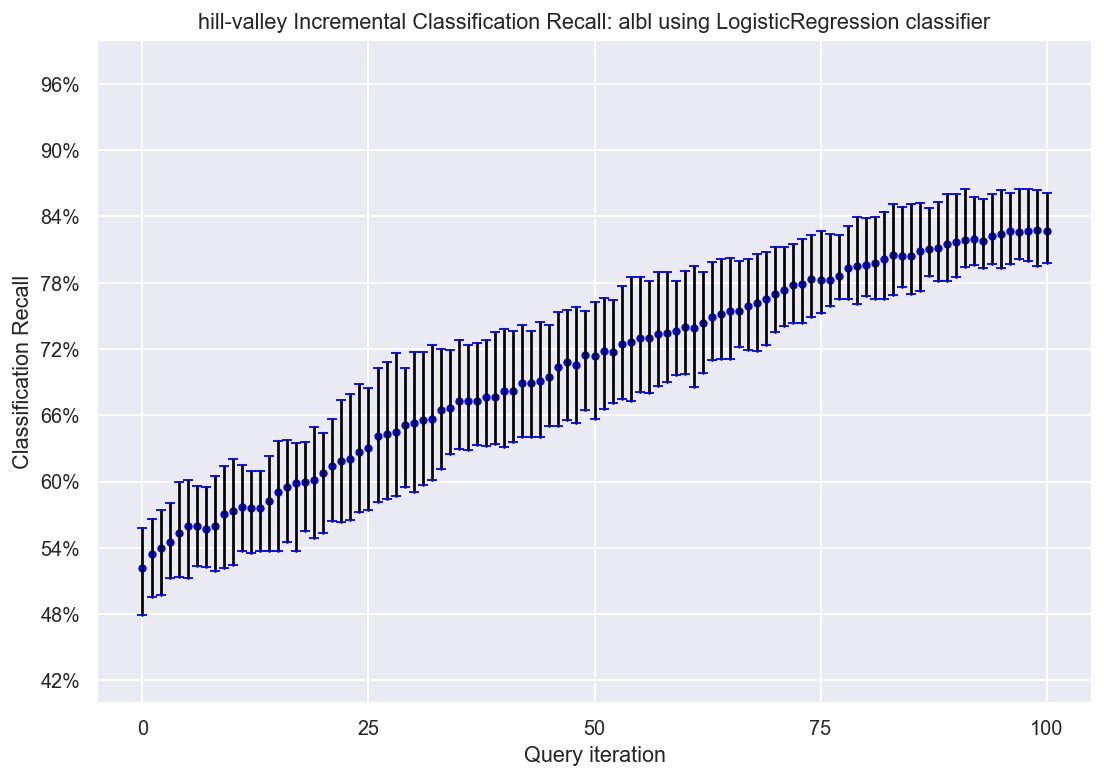 hill-valley Incremental Classification Recall: albl using LogisticRegression classifier
96%
90%
84%
78%
72%
66%
60%
54%
48%
42%
Classification Recall
0 25 50 75 100
Query iteration